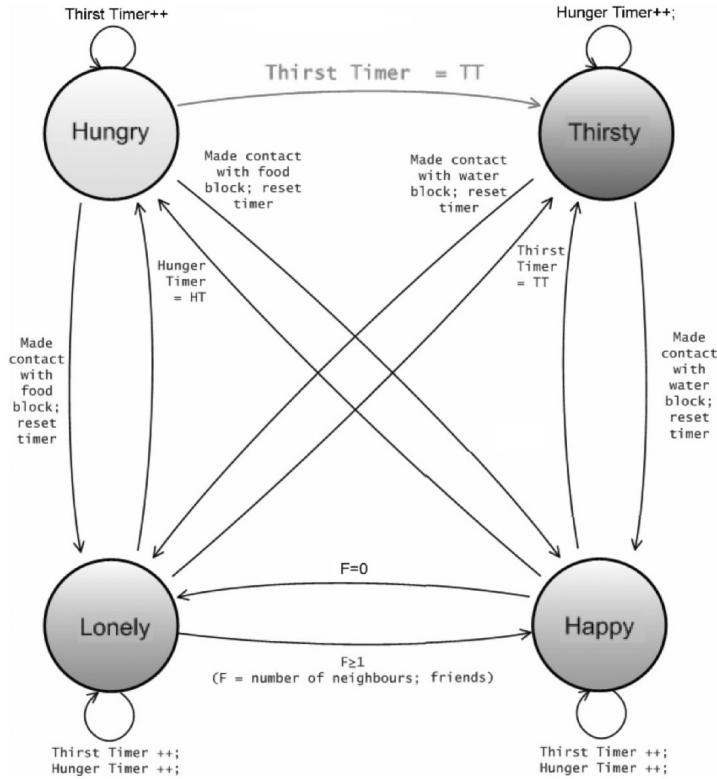 Thirst Timer++
Hunger Timer++;
Thirst Timer = TT
Hungry
Thirsty
Made contact
with food
block; reset
timer
Made contact
with water
block; reset
timer
Hunger
Timer
= HT
Thirst
Timer
= TT
Made
contact
with
food
block;
reset
timer
Made
contact
with
water
block;
reset
timer
F=0
Lonely
Happy
F≥1
(F = number of neighbours; friends)
Thirst Timer ++;
Hunger Timer ++;
Thirst Timer ++;
Hunger Timer ++;